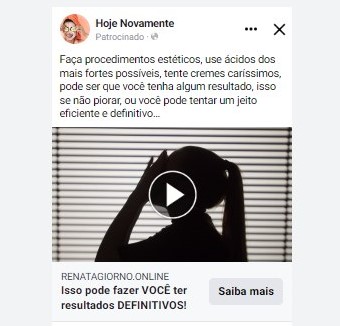 Hoje Novamente
Patrocinado ·
Faça procedimentos estéticos, use ácidos dos
mais fortes possíveis, tente cremes caríssimos,
pode ser que você tenha algum resultado, isso
se não piorar, ou você pode tentar um jeito
eficiente e definitivo...
RENATAGIORNO.ONLINE
Isso pode fazer VOCÊ ter
resultados DEFINITIVOS!
Saiba mais